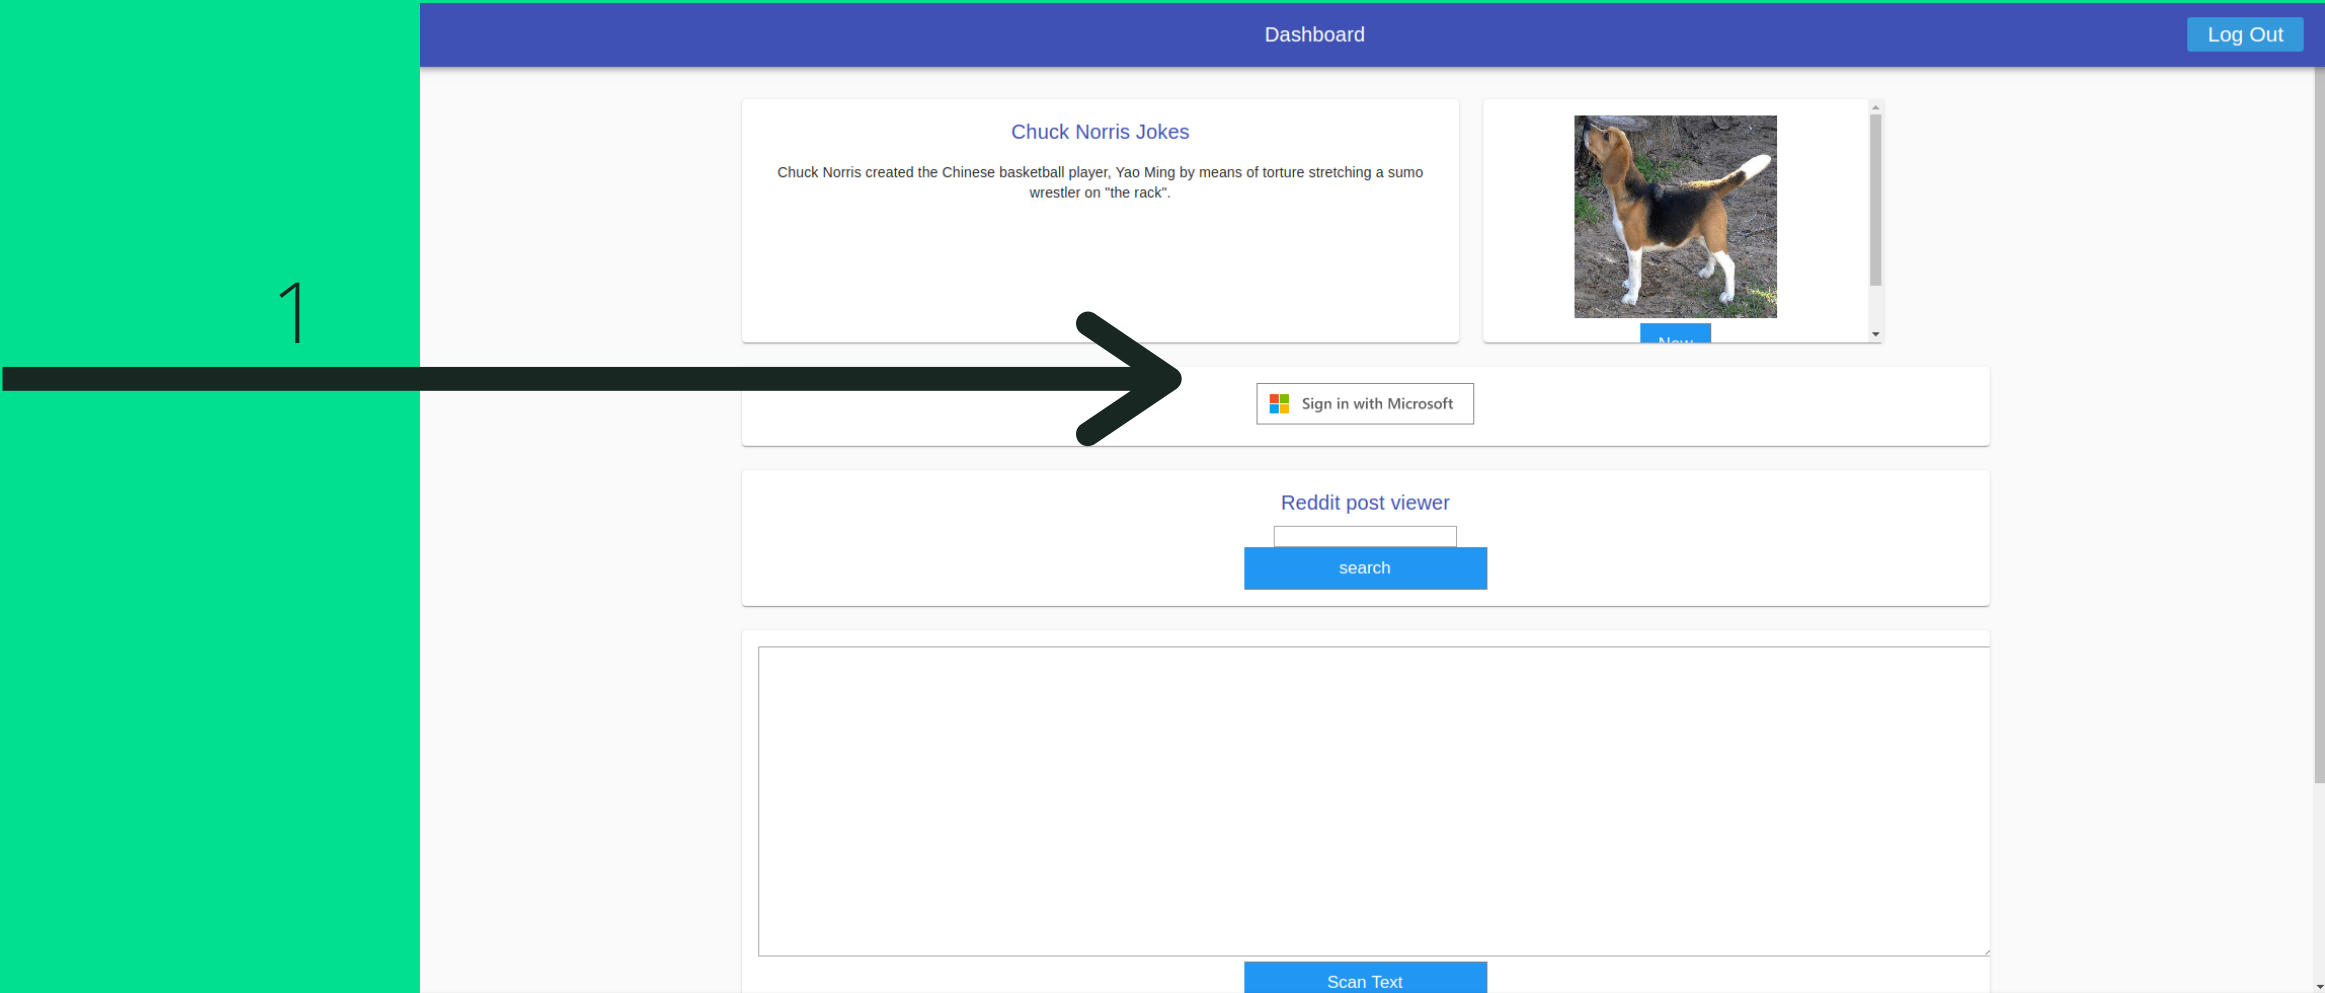 Dashboard
Log Out
Chuck Norris Jokes
Chuck Norris created the Chinese basketball player, Yao Ming by means of torture stretching a sumo
wrestler on "the rack".
New
1
Sign in with Microsoft
Reddit post viewer
search
Scan Text